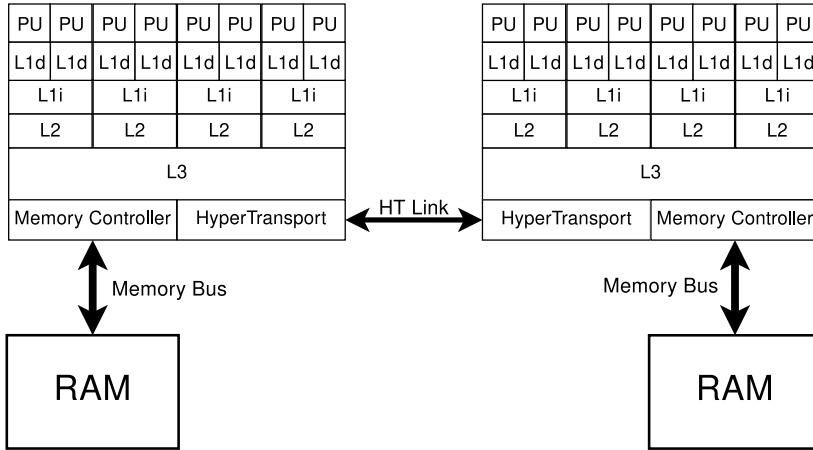 PU PU PU PU PU PU PU PU
L1d L1d L1d L1d L1d L1d L1d L1d
L1i L1i L1i L1i
L2 L2 L2 L2
L3
Memory Controller HyperTransport
HT Link
PU PU PU PU PU PU PU PU
L1d L1d L1d L1d L1d L1d L1d L1d
L1i L1i L1i L1i
L2 L2 L2 L2
L3
HyperTransport Memory Controller
Memory Bus
RAM
Memory Bus
RAM